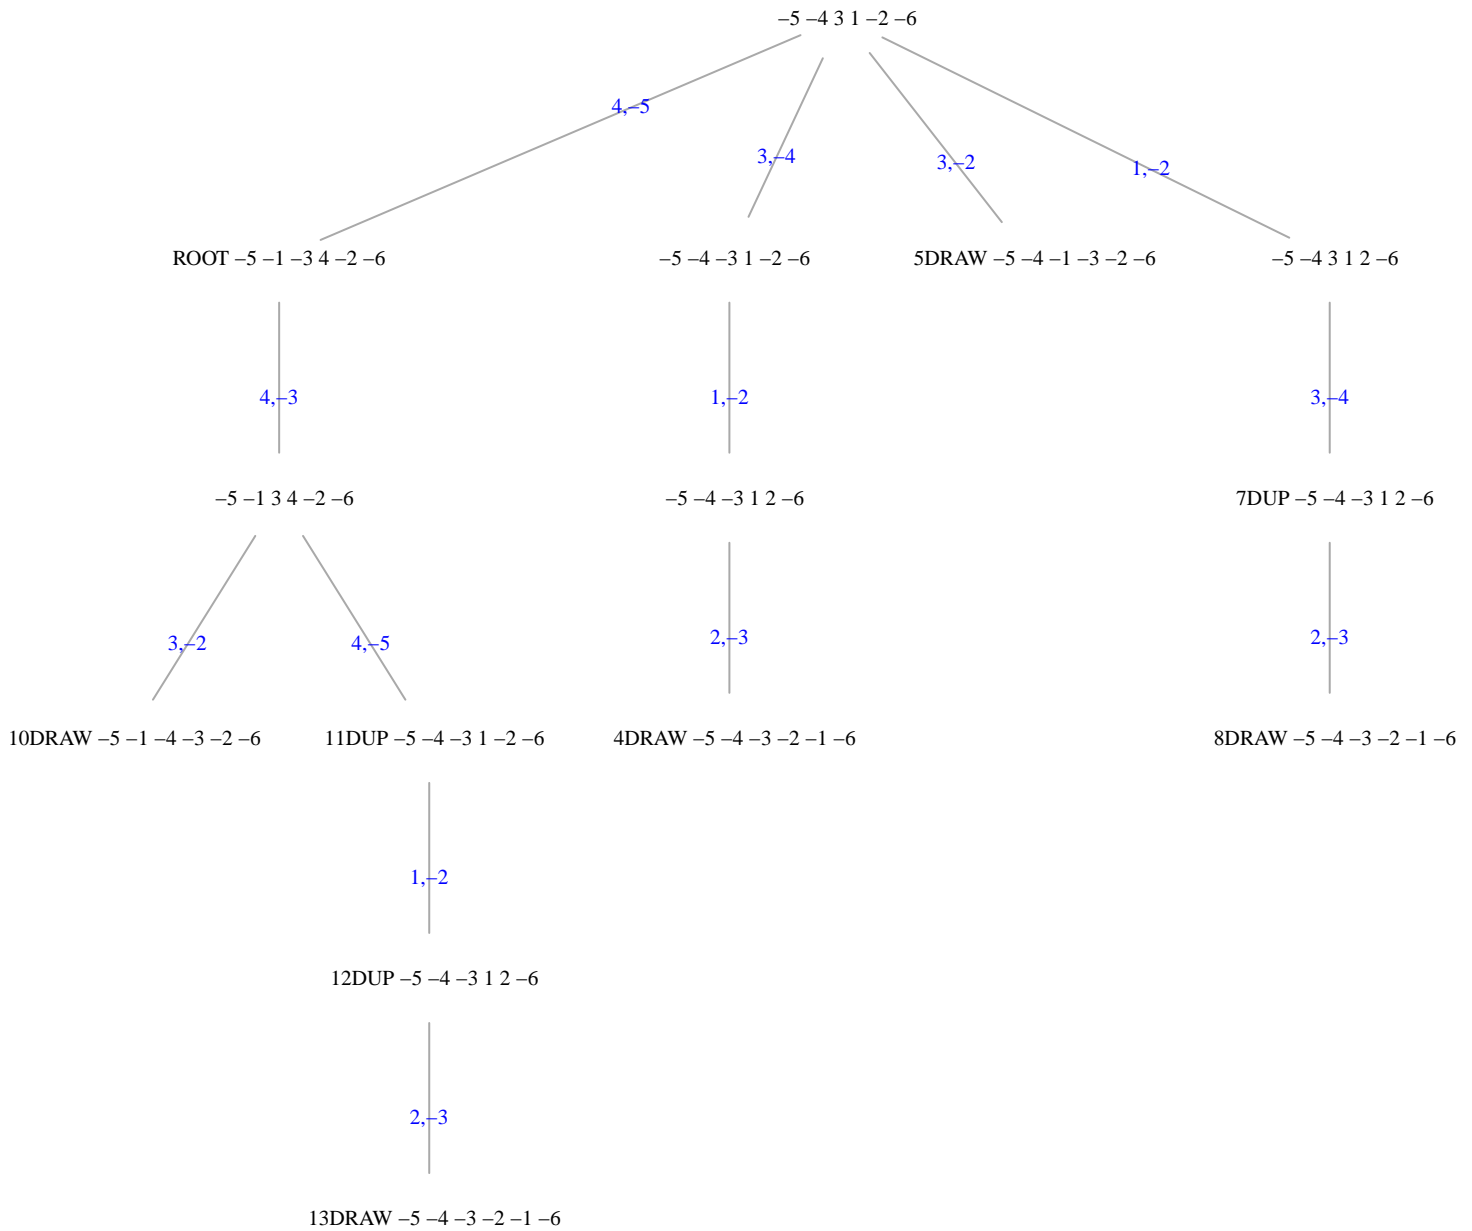 −5 −4 3 1 −2 −6
4,−5
3,−4
3,−2
1,−2
ROOT −5 −1 −3 4 −2 −6
−5 −4 −3 1 −2 −6
5DRAW −5 −4 −1 −3 −2 −6
−5 −4 3 1 2 −6
4,−3
1,−2
3,−4
−5 −1 3 4 −2 −6
−5 −4 −3 1 2 −6
7DUP −5 −4 −3 1 2 −6
3,−2
4,−5
2,−3
2,−3
10DRAW −5 −1 −4 −3 −2 −6
11DUP −5 −4 −3 1 −2 −6
4DRAW −5 −4 −3 −2 −1 −6
8DRAW −5 −4 −3 −2 −1 −6
1,−2
12DUP −5 −4 −3 1 2 −6
2,−3
13DRAW −5 −4 −3 −2 −1 −6